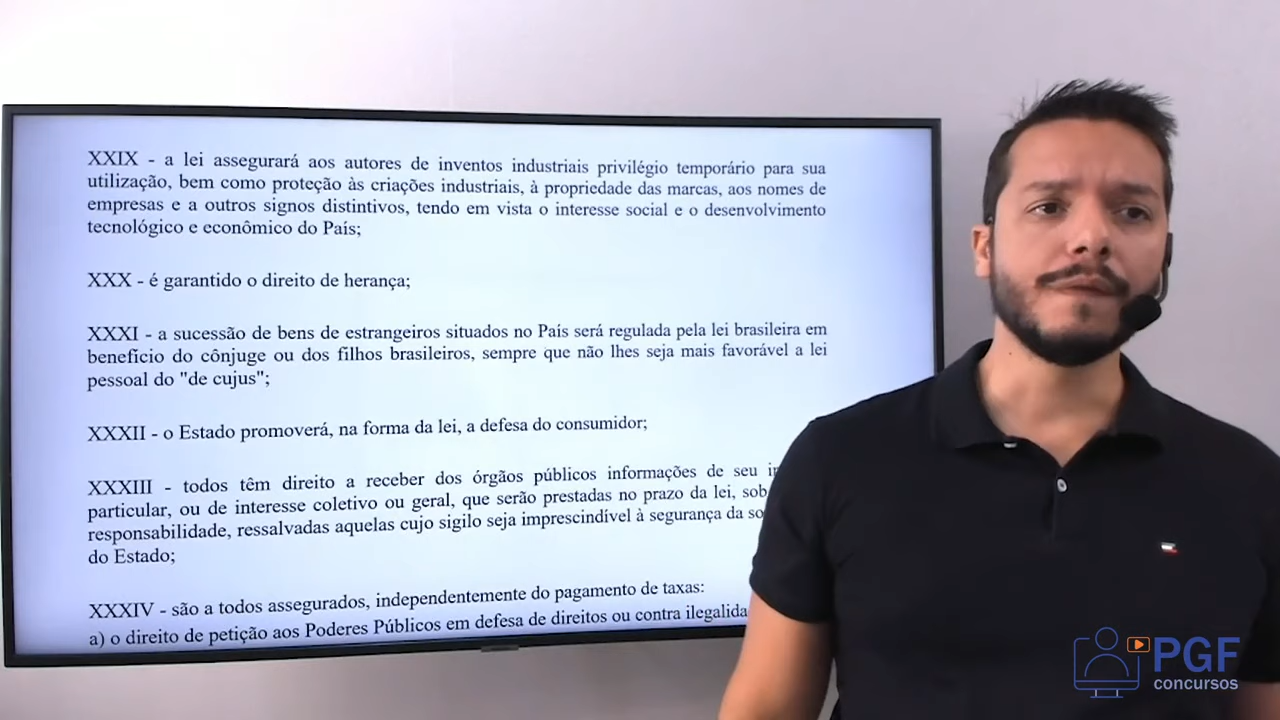 XXIX - a lei assegurará aos autores de inventos industriais privilégio temporário para sua
utilização, bem como proteção às criações industriais, à propriedade das marcas, aos nomes de
empresas e a outros signos distintivos, tendo em vista o interesse social e o desenvolvimento
tecnológico e econômico do País;
XXX - é garantido o direito de herança;
XXXI - a sucessão de bens de estrangeiros situados no País será regulada pela lei brasileira em
benefício do cônjuge ou dos filhos brasileiros, sempre que não lhes seja mais favorável a lei
pessoal do "de cujus";
XXXII - o Estado promoverá, na forma da lei, a defesa do consumidor;
XXXIII - todos têm direito a receber dos órgãos públicos informações de seu
particular, ou de interesse coletivo ou geral, que serão prestadas no prazo da lei, sob
responsabilidade, ressalvadas aquelas cujo sigilo seja imprescindível à segurança da
do Estado;
XXXIV - são a todos assegurados, independentemente do pagamento de taxas:
a) o direito de petição aos Poderes Públicos em defesa de direitos ou contra
PGF
concursos